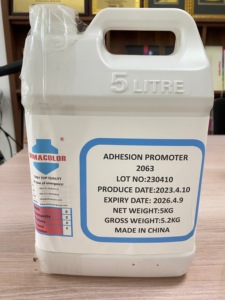 5 LITRE
ADHESION PROMOTER
2063
LOT NO:230410
PRODUCE DATE:2023.4.10
EXPIRY DATE: 2026.4.9
NET WEIGHT:5KG
GROSS WEIGHT:5.2KG
MADE IN CHINA